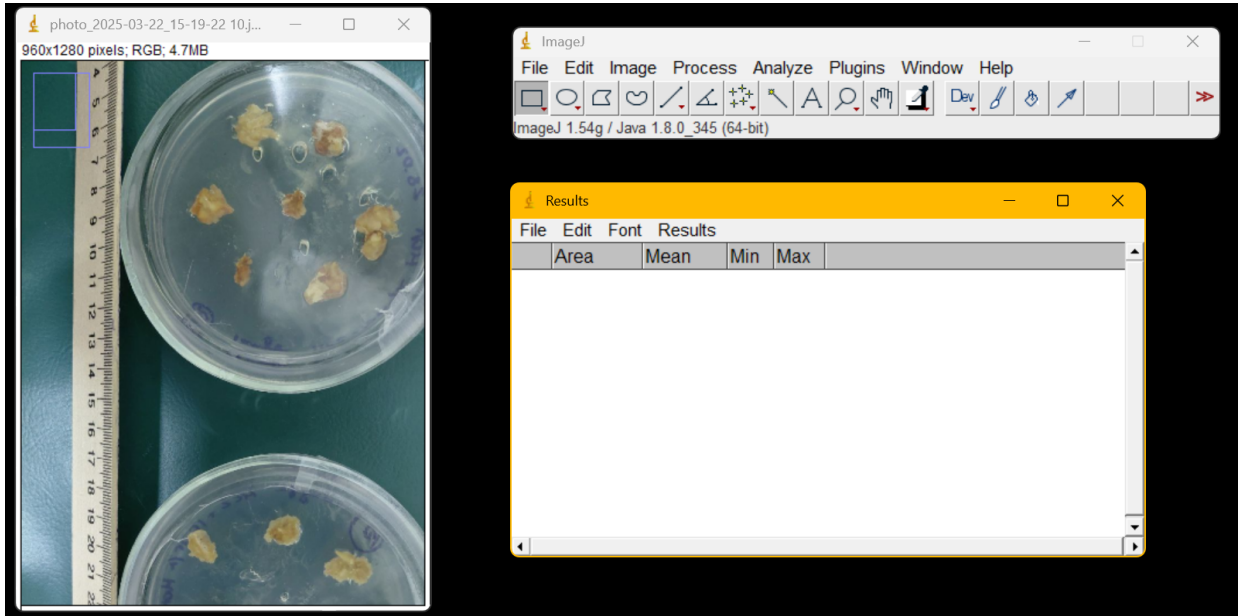 photo_2025-03-22_15-19-22 10.j...
960x1280 pixels; RGB; 4.7MB
4
5
6
7
8
9
10
11
12
13
14
15
16
17
18
19
20
21
ImageJ
File Edit Image Process Analyze Plugins Window Help
A Dev
ImageJ 1.54g / Java 1.8.0_345 (64-bit)
Results
File Edit Font Results
Area Mean Min Max